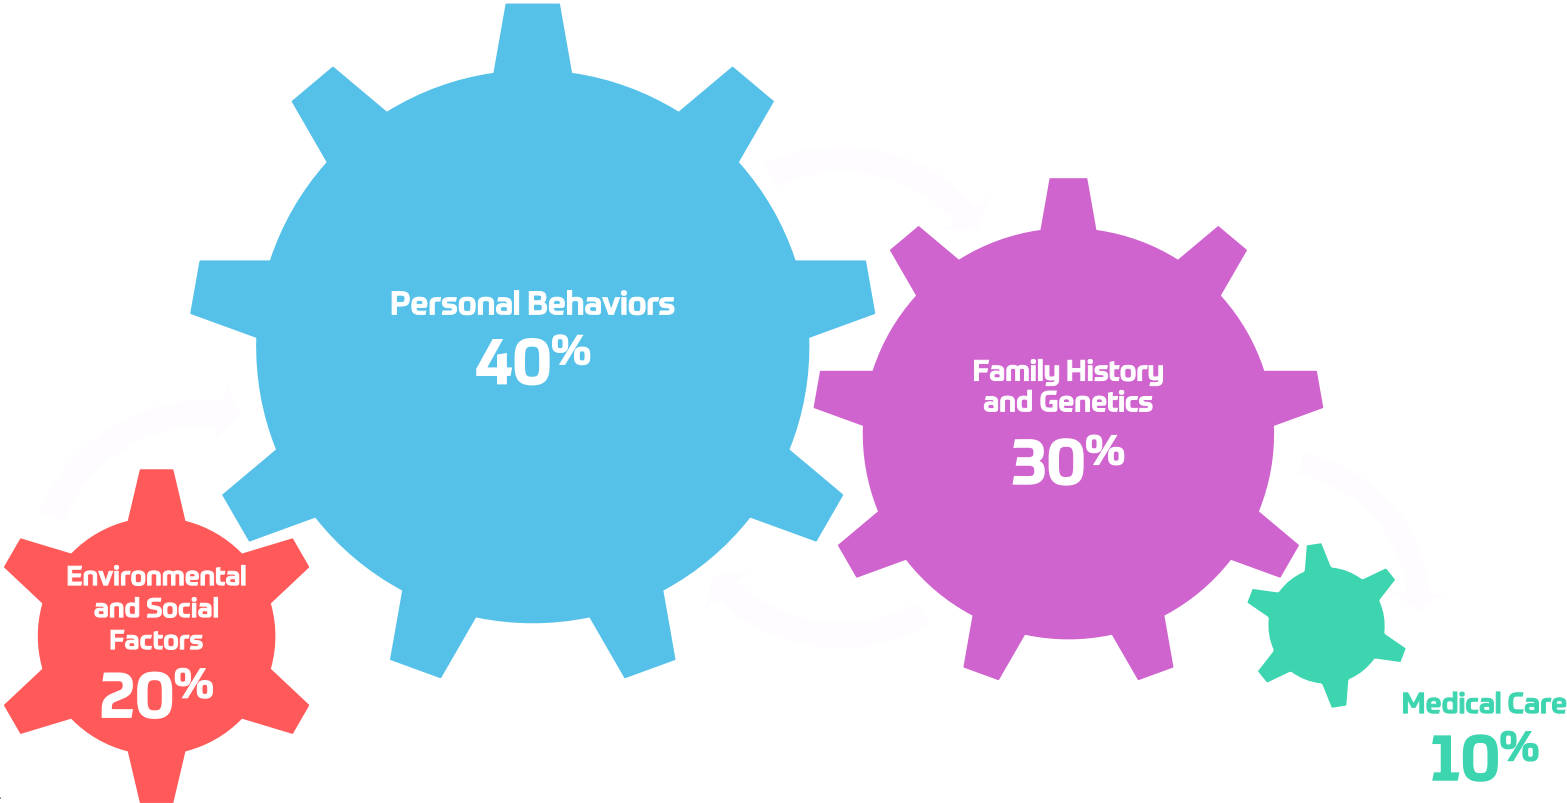 Personal Behaviors
40%
Family History
and Genetics
30%
Environmental
and Social
Factors
20%
Medical Care
10%